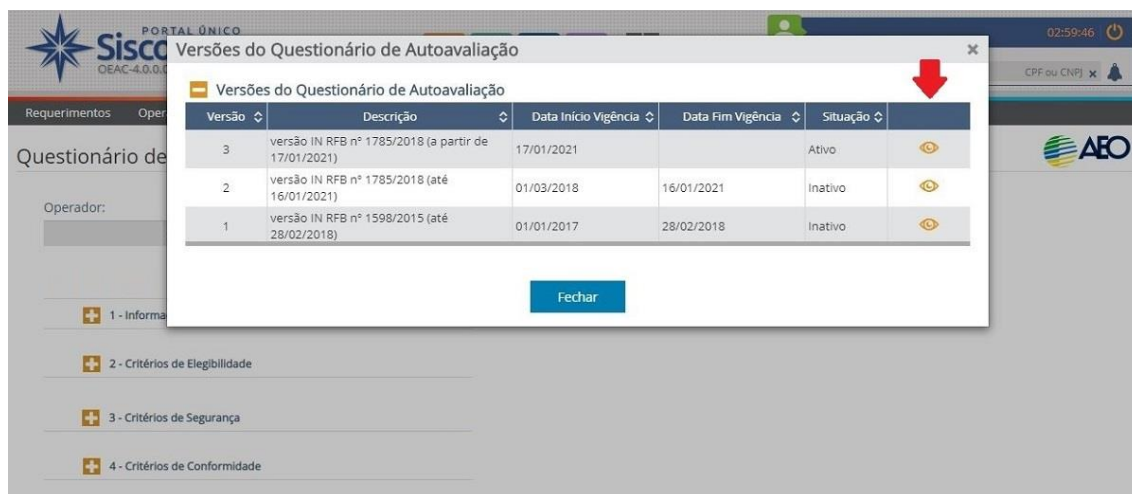 PORTAL ÚNICO
Sisco
OEAC-4.0.0.0
02:59:46
CPF ou CNPJ x
Requerimentos Oper
Questionário de
AEO
Operador:
Versões do Questionário de Autoavaliação
Versões do Questionário de Autoavaliação
Versão Descrição Data Início Vigência Data Fim Vigência Situação
3 versão IN RFB nº 1785/2018 (a partir de
17/01/2021) 17/01/2021 Ativo
2 versão IN RFB nº 1785/2018 (até
16/01/2021) 01/03/2018 16/01/2021 Inativo
1 versão IN RFB nº 1598/2015 (até
28/02/2018) 01/01/2017 28/02/2018 Inativo
Fechar
1 - Informa
2 - Critérios de Elegibilidade
3 - Critérios de Segurança
4 - Critérios de Conformidade